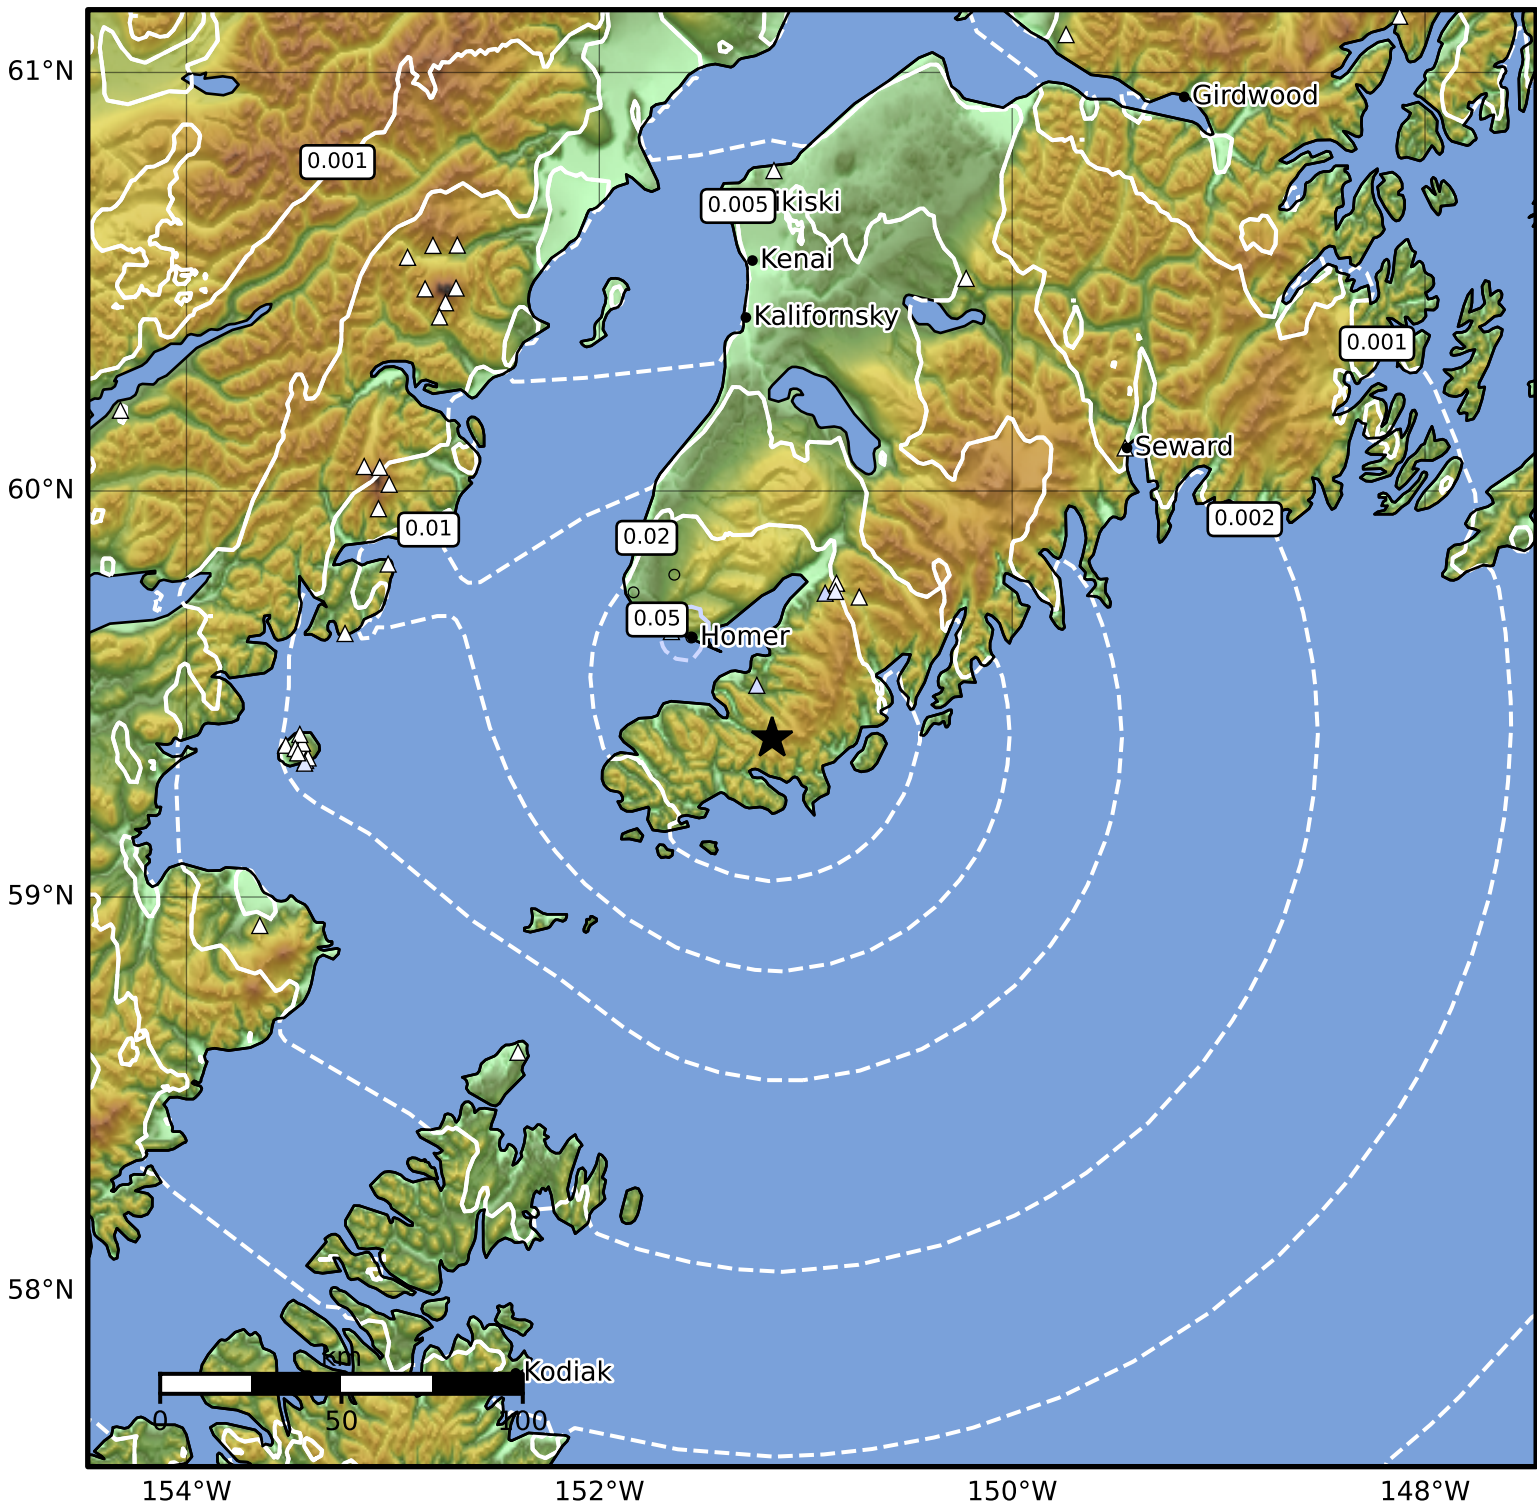 61°N
Girdwood
0.001
0.005
ikiski
Kenai
Kalifornsky
0.001
Seward
60°N
0.01
0.02
0.002
0.05
Homer
59°N
58°N
Km
Kodiak
0
50
100
154°W
152°W
150°W
148°W